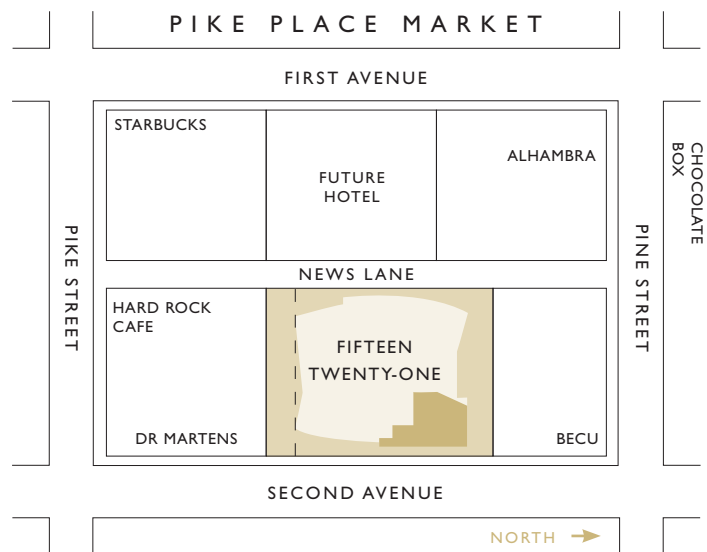 PIKE PLACE MARKET
FIRST AVENUE
STARBUCKS
FUTURE
HOTEL
ALHAMBRA
CHOCOLATE
BOX
PIKE STREET
PINE STREET
NEWS LANE
HARD ROCK
CAFE
FIFTEEN
TWENTY-ONE
DR MARTENS
BECU
SECOND AVENUE
NORTH